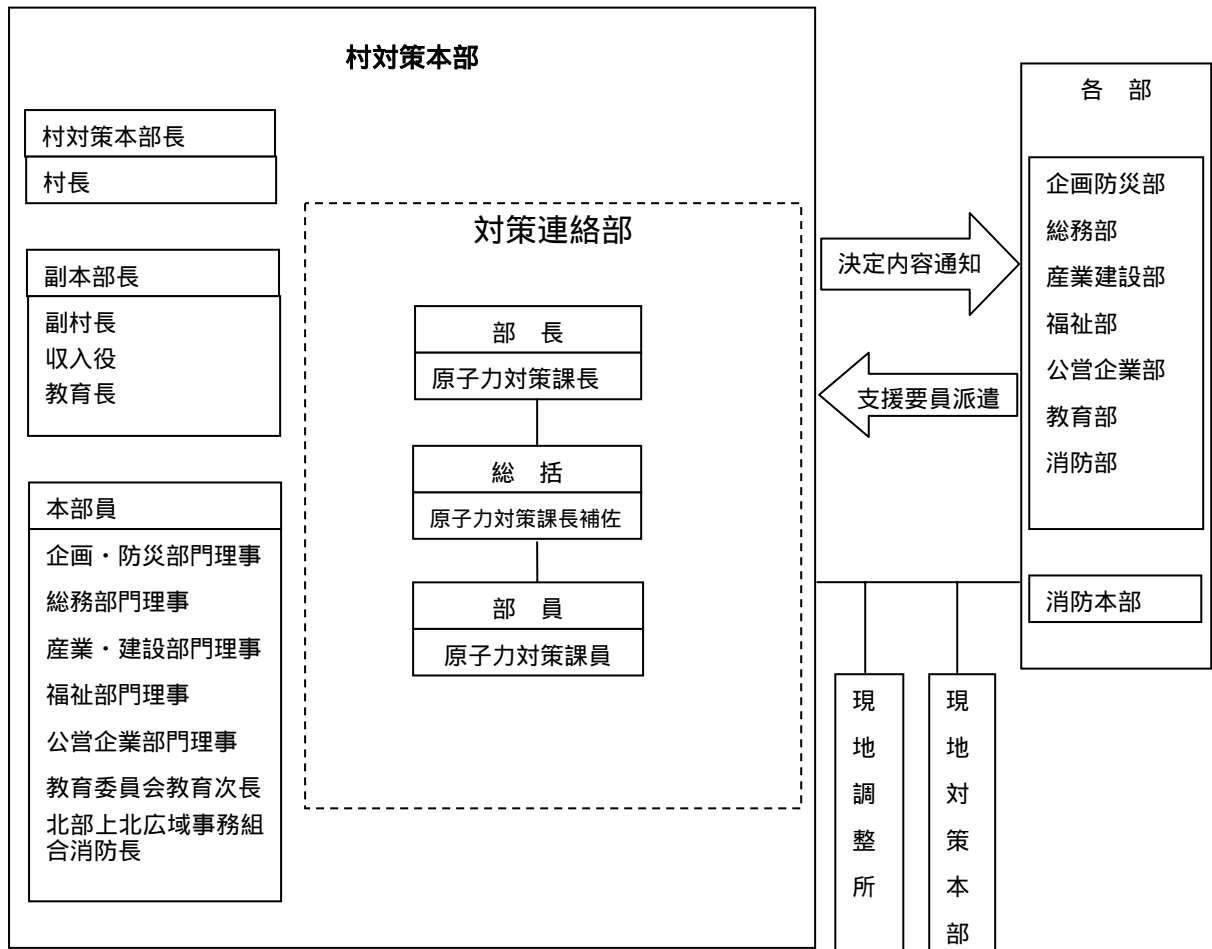 村対策本部
村対策本部長
村長
副本部長
副村長
収入役
教育長
本部員
企画・防災部門理事
総務部門理事
産業・建設部門理事
福祉部門理事
公営企業部門理事
教育委員会教育次長
北部上北広域事務組
合消防長
対策連絡部
部　長
原子力対策課長
総　括
原子力対策課長補佐
部　員
原子力対策課員
決定内容通知
支援要員派遣
各　部
企画防災部
総務部
産業建設部
福祉部
公営企業部
教育部
消防部
消防本部
現地調整所
現地対策本部